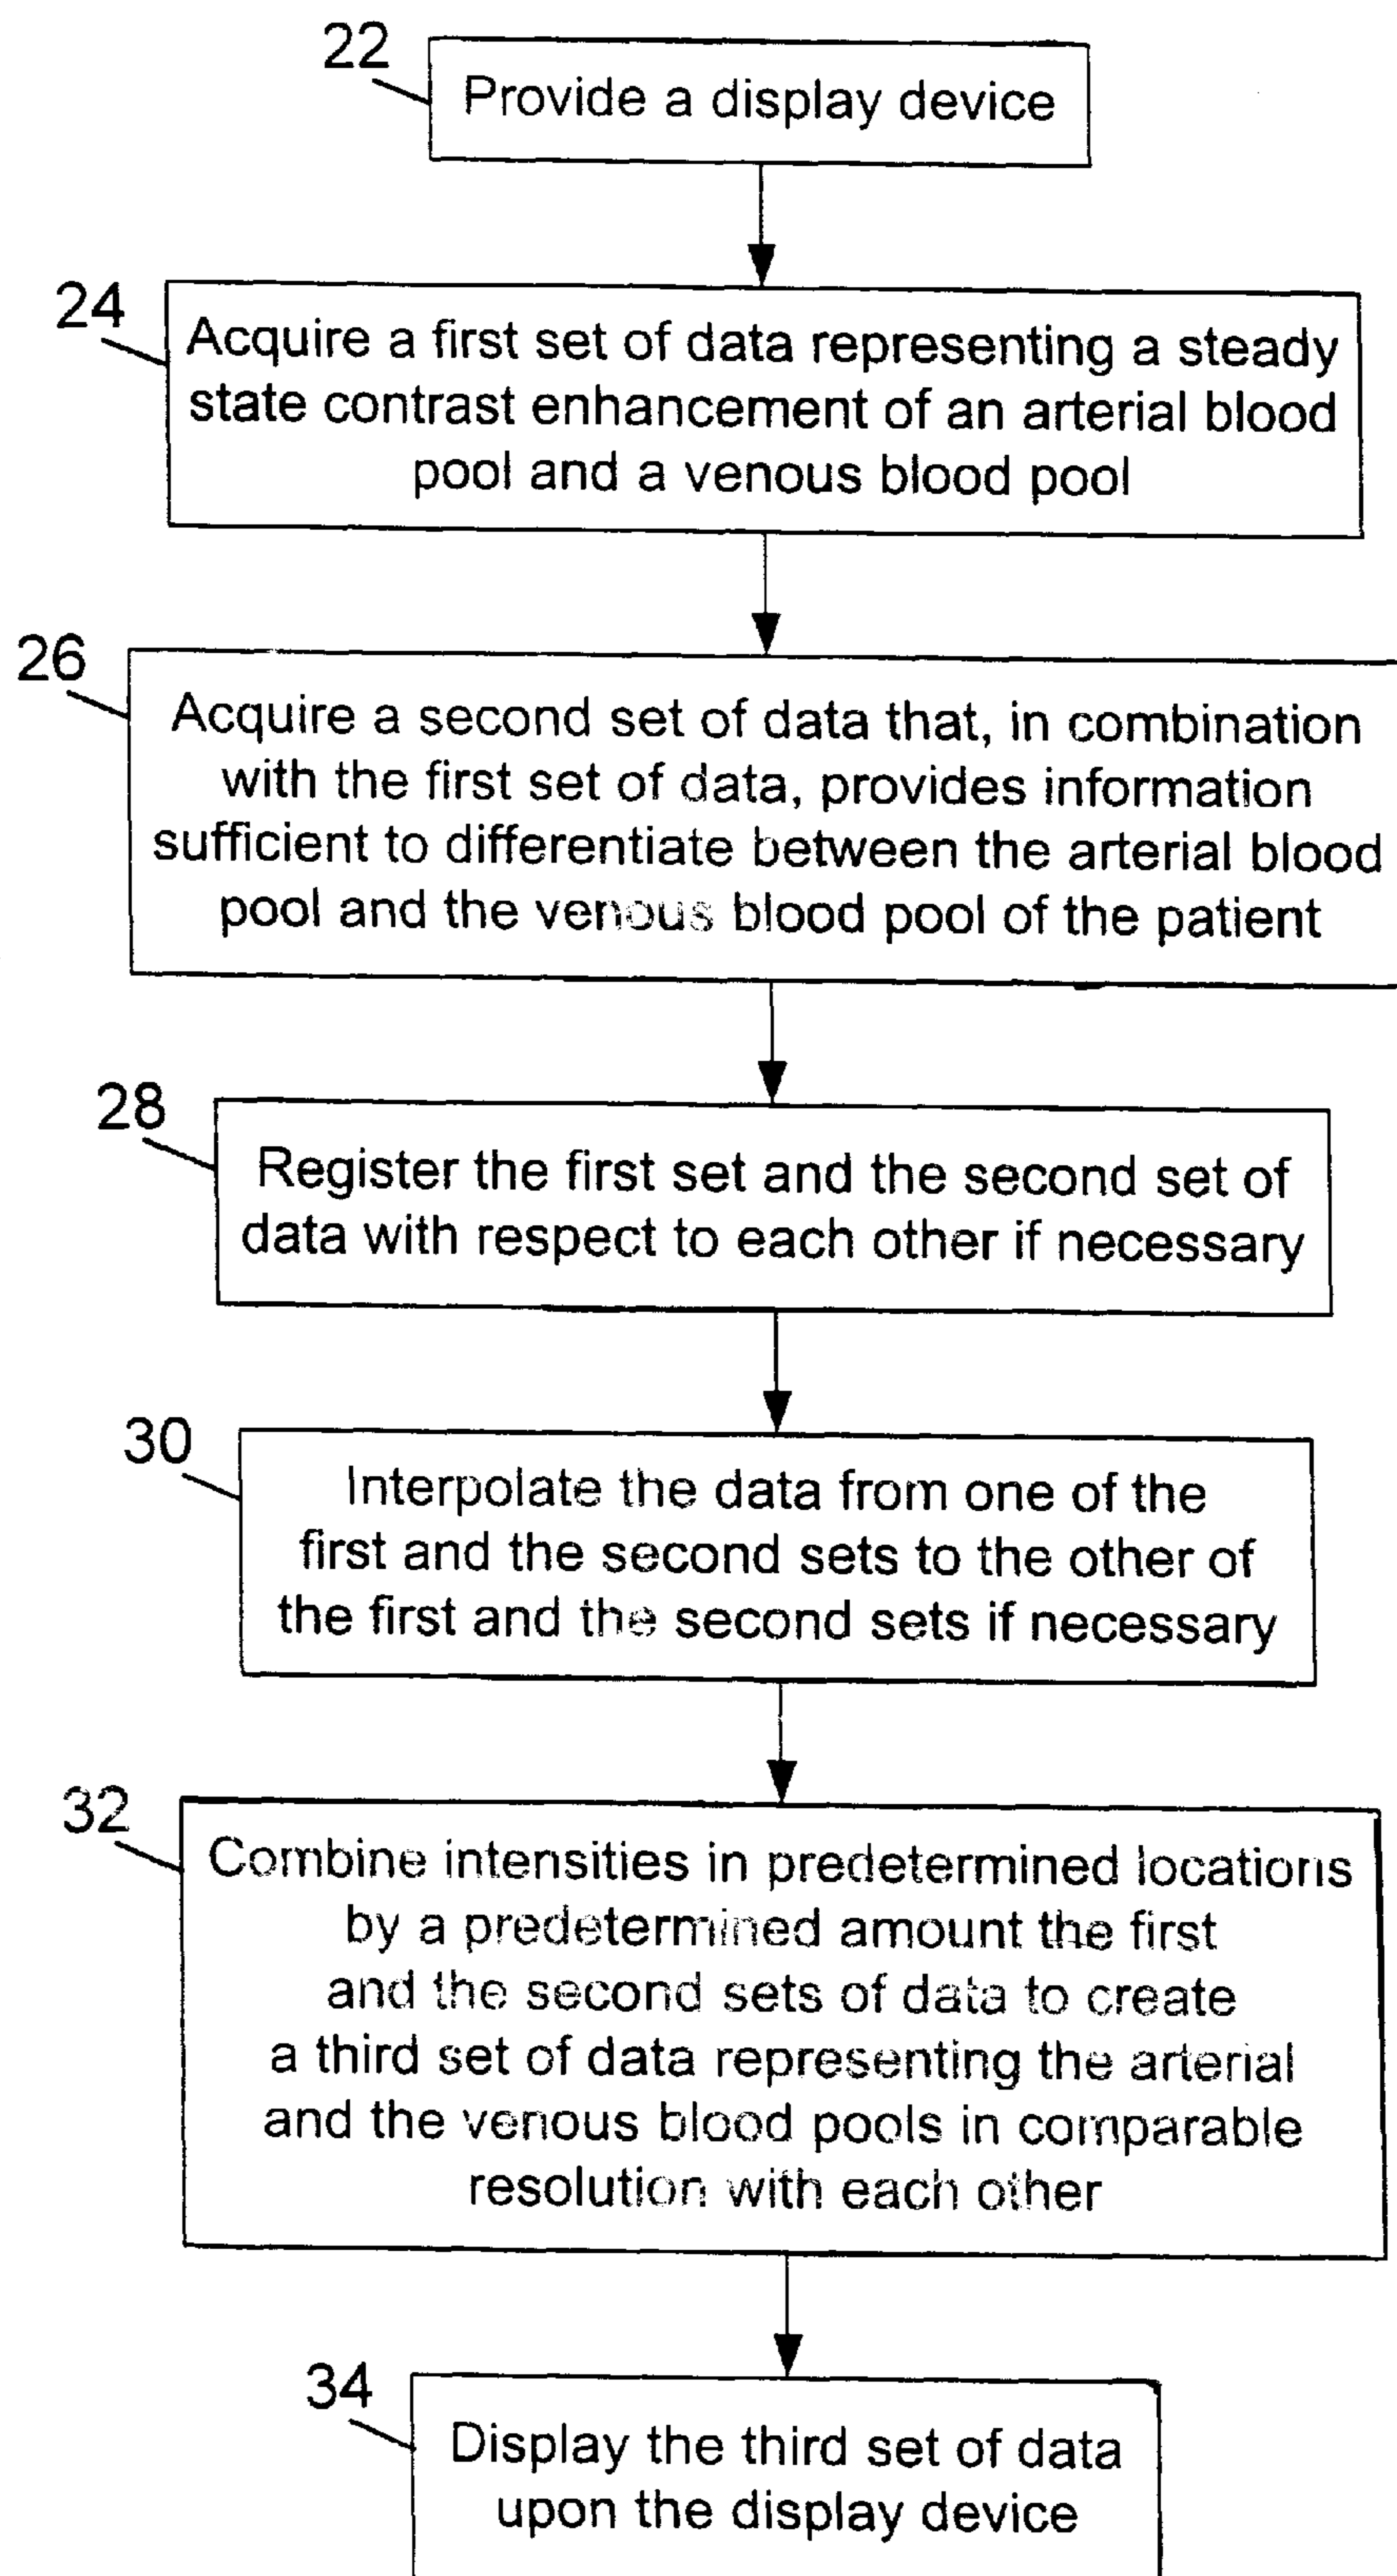 22
Provide a display device
24
Acquire a first set of data representing a steady
state contrast enhancement of an arterial blood
pool and a venous blood pool
26
Acquire a second set of data that, in combination
with the first set of data, provides information
sufficient to differentiate between the arterial blood
pool and the venous blood pool of the patient
28
Register the first set and the second set of
data with respect to each other if necessary
30
Interpolate the data from one of the
first and the second sets to the other of
the first and the second sets if necessary
32
Combine intensities in predetermined locations
by a predetermined amount the first
and the second sets of data to create
a third set of data representing the arterial
and the venous blood pools in comparable
resolution with each other
34
Display the third set of data
upon the display device